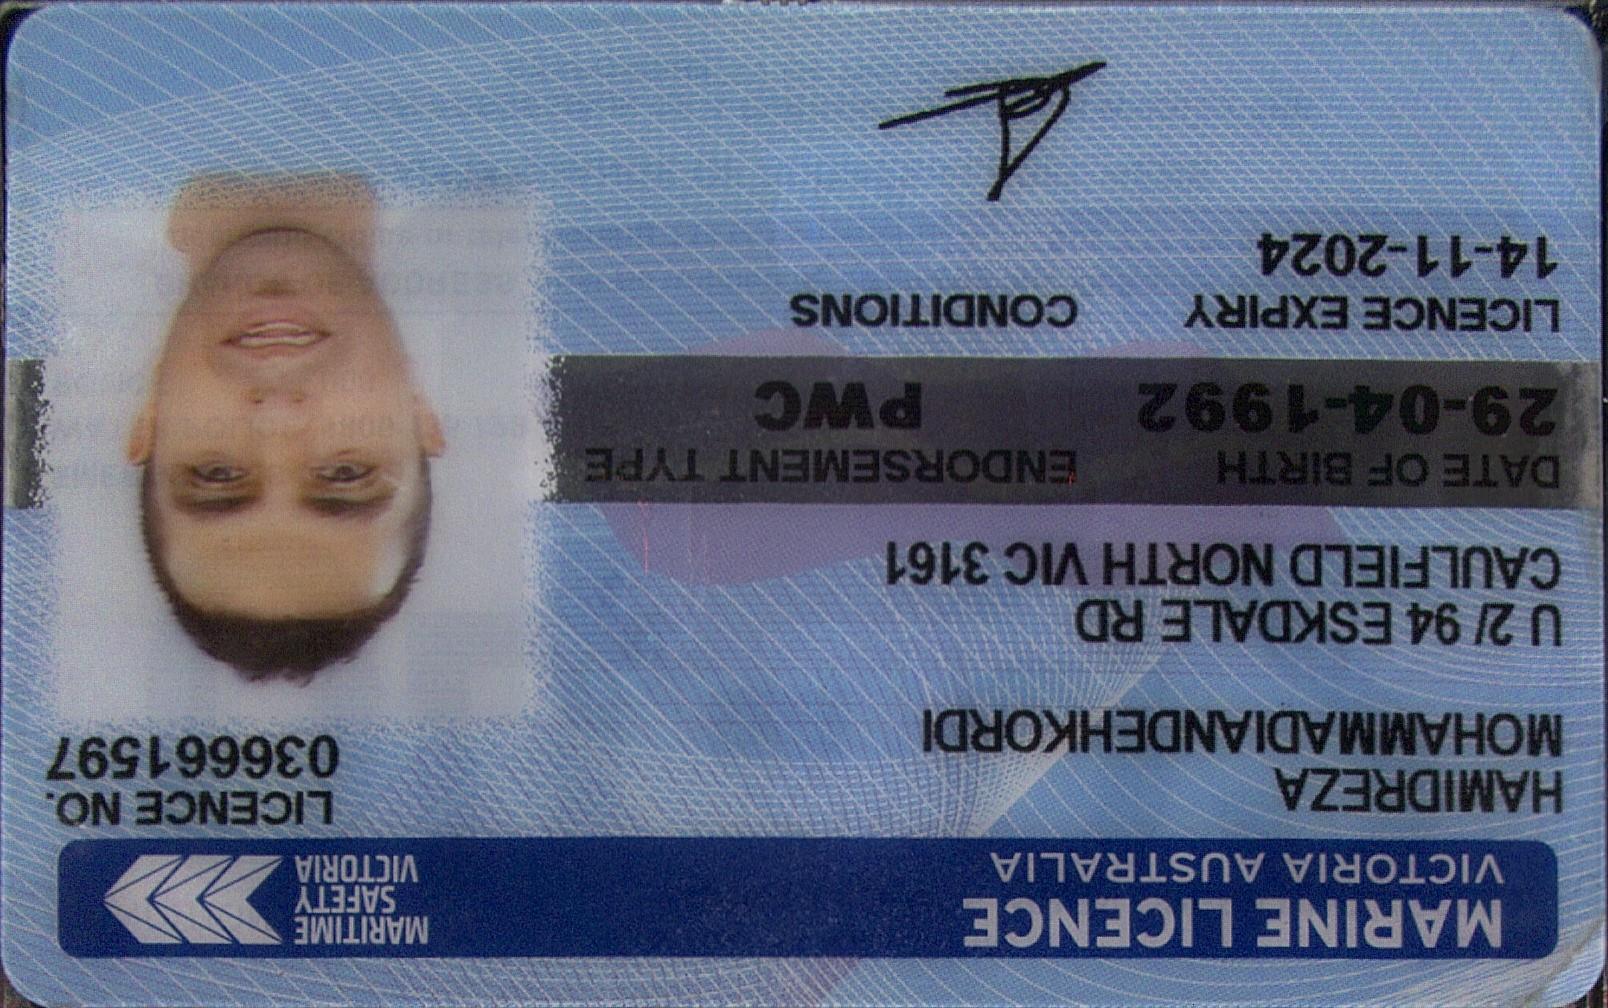 MARINE LICENCE
VICTORIA AUSTRALIA
MARITIME
SAFETY
VICTORIA
HAMIDREZA
MOHAMMADIANDEHKORDI
LICENCE NO.
036661597
U 2/ 94 ESKDALE RD
CAULFIELD NORTH VIC 3161
DATE OF BIRTH
29-04-1992
ENDORSEMENT TYPE
PWC
LICENCE EXPIRY
14-11-2024
CONDITIONS